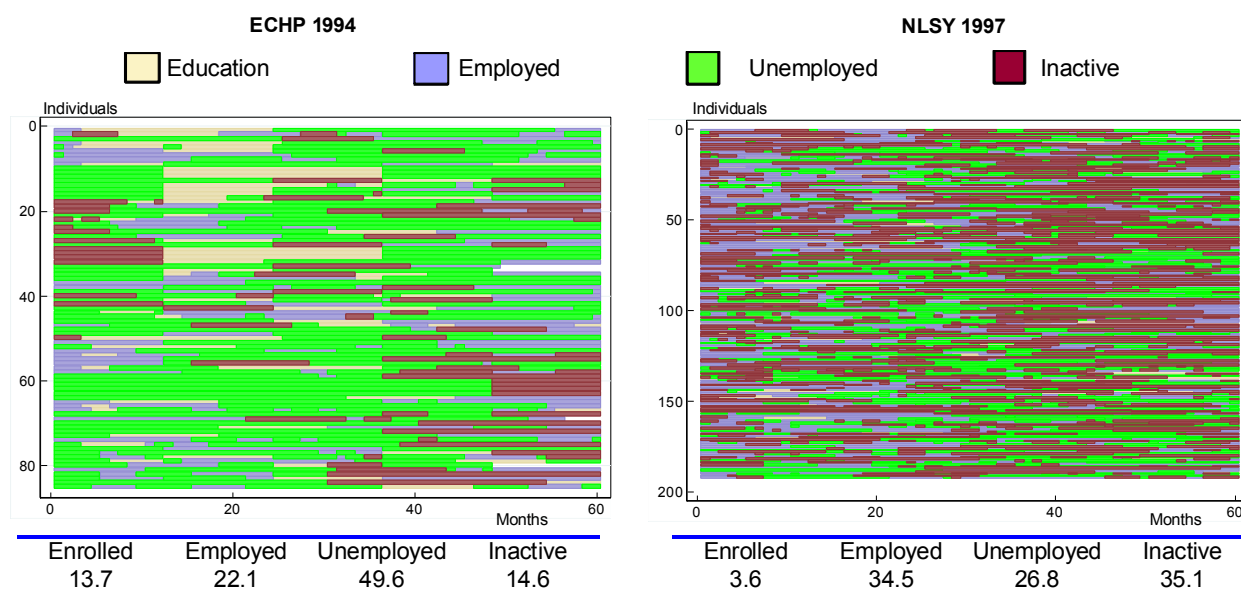 ECHP 1994
NLSY 1997
Education
Employed
Unemployed
Inactive
Individuals
0
20
40
60
80
0
20
40
60
Months
Enrolled Employed Unemployed Inactive
13.7 22.1 49.6 14.6
Individuals
0
50
100
150
200
0
20
40
60
Months
Enrolled Employed Unemployed Inactive
3.6 34.5 26.8 35.1